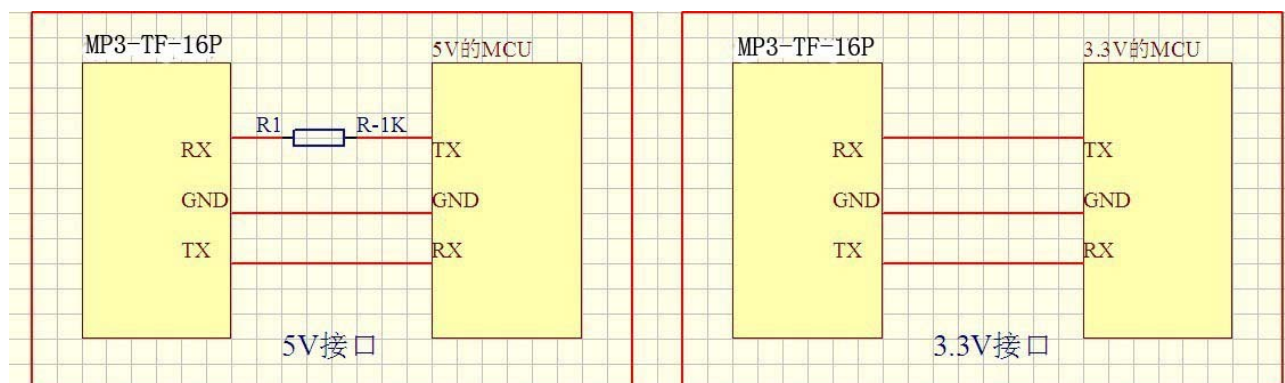 MP3-TF-16P
5V的MCU
R1
R-1K
RX
TX
GND
GND
TX
RX
5V接口
MP3-TF-16P
3.3V的MCU
RX
TX
GND
GND
TX
RX
3.3V接口